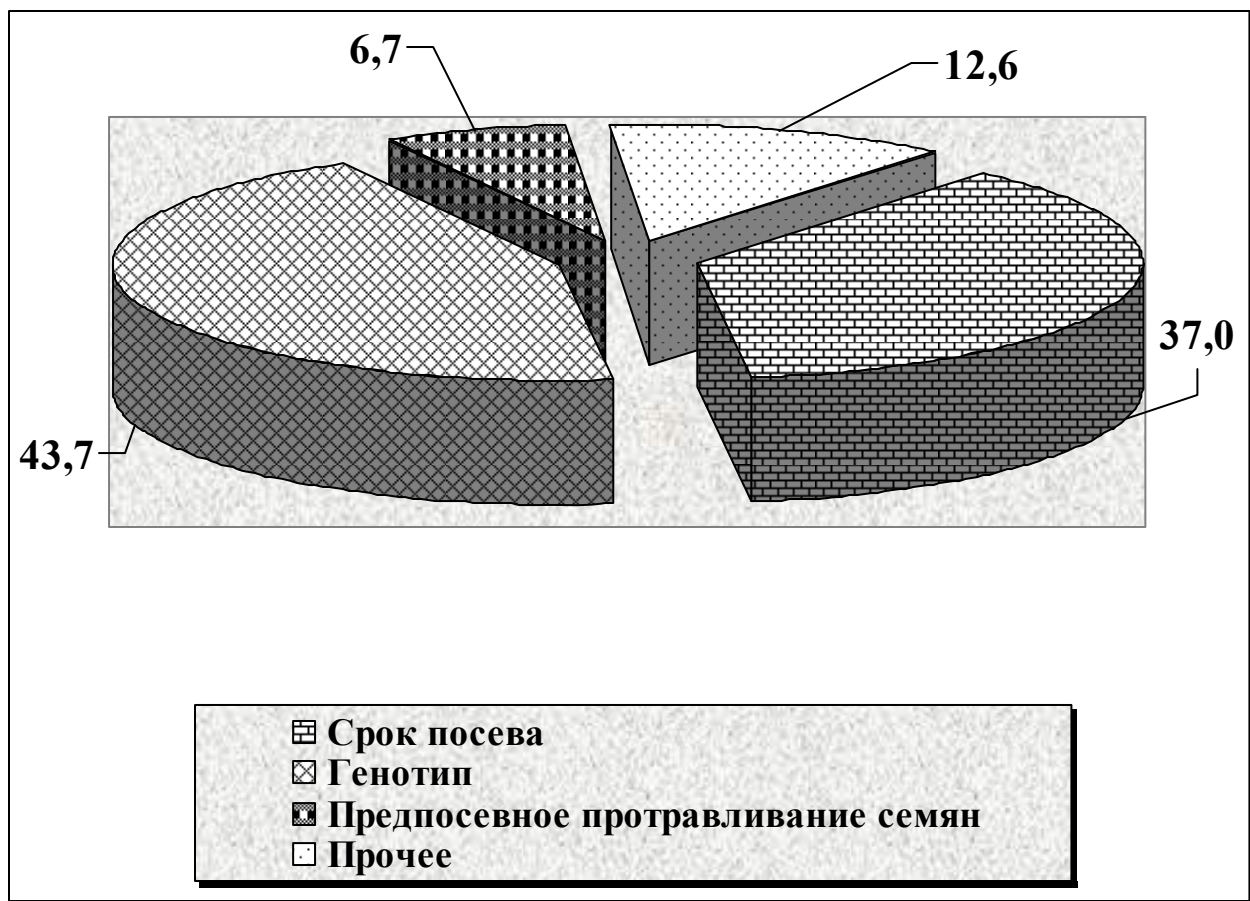 6,7
12,6
37,0
43,7
Срок посева
Генотип
Предпосевное протравливание семян
Прочее